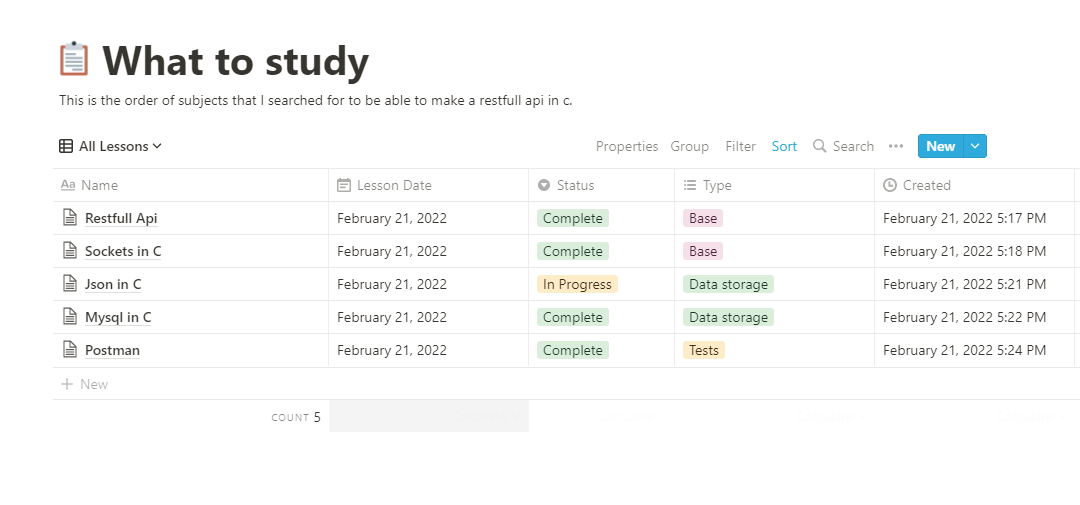 What to study
This is the order of subjects that I searched for to be able to make a restfull api in c.
All Lessons Properties Group Filter Sort Search ••• New
Aa Name Lesson Date Status Type Created
Restfull Api February 21, 2022 Complete Base February 21, 2022 5:17 PM
Sockets in C February 21, 2022 Complete Base February 21, 2022 5:18 PM
Json in C February 21, 2022 In Progress Data storage February 21, 2022 5:21 PM
Mysql in C February 21, 2022 Complete Data storage February 21, 2022 5:22 PM
Postman February 21, 2022 Complete Tests February 21, 2022 5:24 PM
+ New
COUNT 5